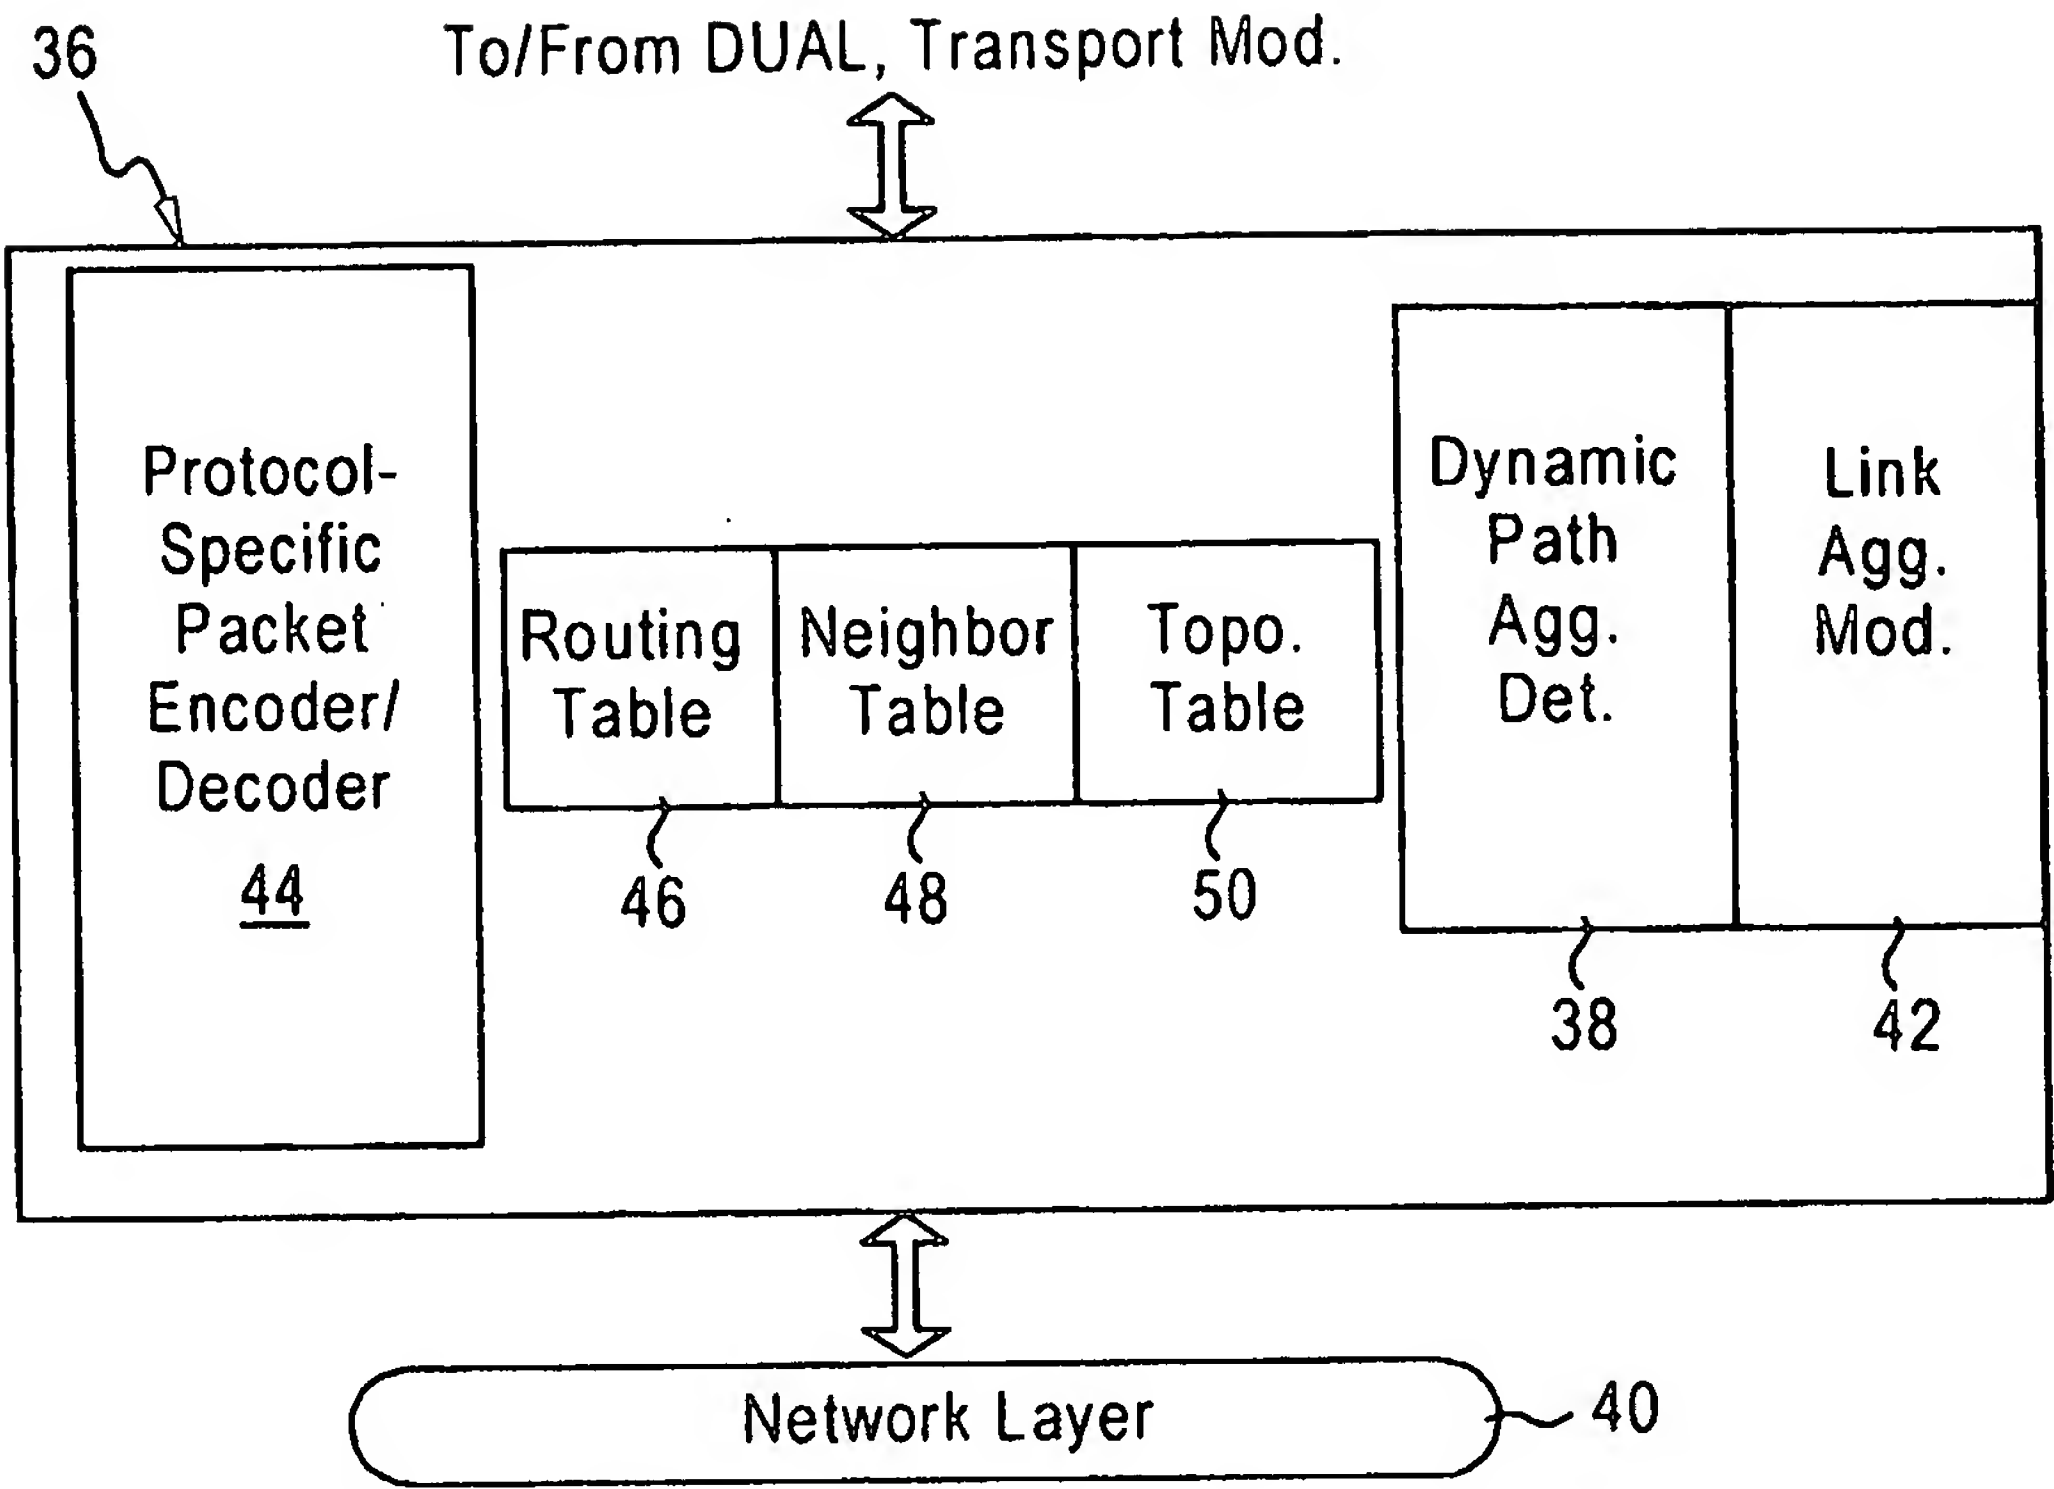 36
To/From DUAL, Transport Mod.
Protocol-
Specific
Packet
Encoder/
Decoder
44
Routing
Table
46
Neighbor
Table
48
Topo.
Table
50
Dynamic
Path
Agg.
Det.
38
Link
Agg.
Mod.
42
Network Layer
40